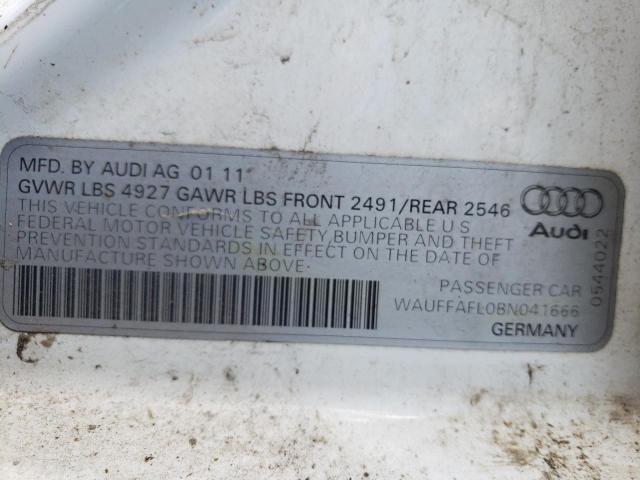 MFD. BY AUDI AG 01 11
GVWR LBS 4927 GAWR LBS FRONT 2491/REAR 2546
THIS VEHICLE CONFORMS TO ALL APPLICABLE U S
FEDERAL MOTOR VEHICLE SAFETY, BUMPER AND THEFT
PREVENTION STANDARDS IN EFFECT ON THE DATE OF
MANUFACTURE SHOWN ABOVE.
Audi
PASSENGER CAR
WAUFFAFL0BN041666
GERMANY
0544022